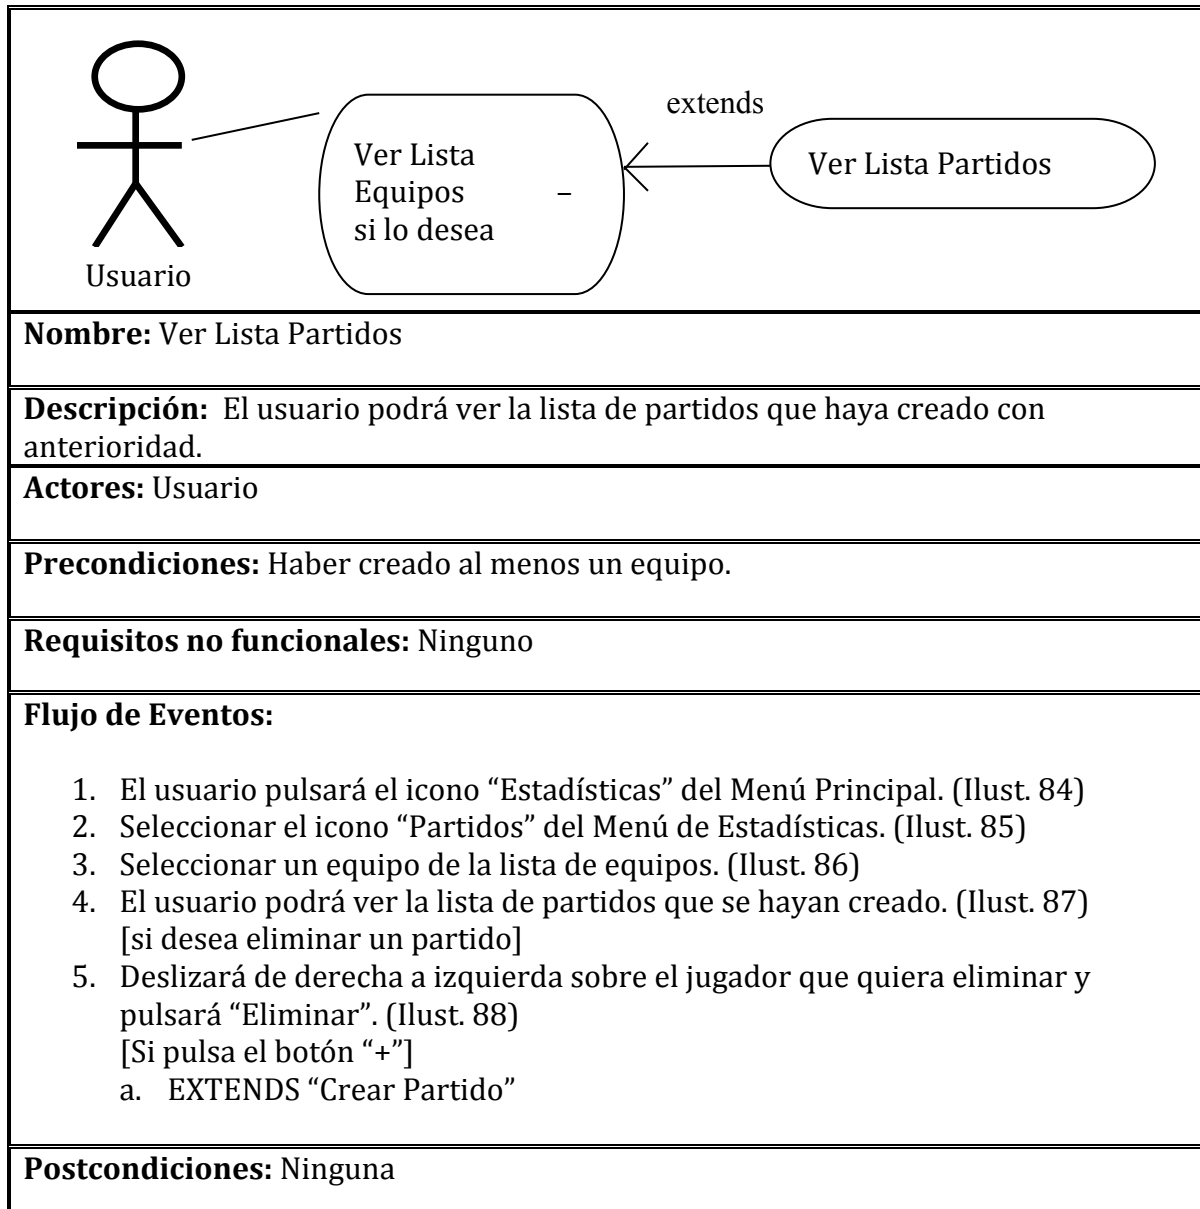 extends
Ver Lista
Equipos –
si lo desea
Ver Lista Partidos
Usuario
Nombre: Ver Lista Partidos
Descripción: El usuario podrá ver la lista de partidos que haya creado con
anterioridad.
Actores: Usuario
Precondiciones: Haber creado al menos un equipo.
Requisitos no funcionales: Ninguno
Flujo de Eventos:
1. El usuario pulsará el icono “Estadísticas” del Menú Principal. (Ilust. 84)
2. Seleccionar el icono “Partidos” del Menú de Estadísticas. (Ilust. 85)
3. Seleccionar un equipo de la lista de equipos. (Ilust. 86)
4. El usuario podrá ver la lista de partidos que se hayan creado. (Ilust. 87)
[si desea eliminar un partido]
5. Deslizará de derecha a izquierda sobre el jugador que quiera eliminar y
pulsará “Eliminar”. (Ilust. 88)
[Si pulsa el botón “+”]
a. EXTENDS “Crear Partido”
Postcondiciones: Ninguna